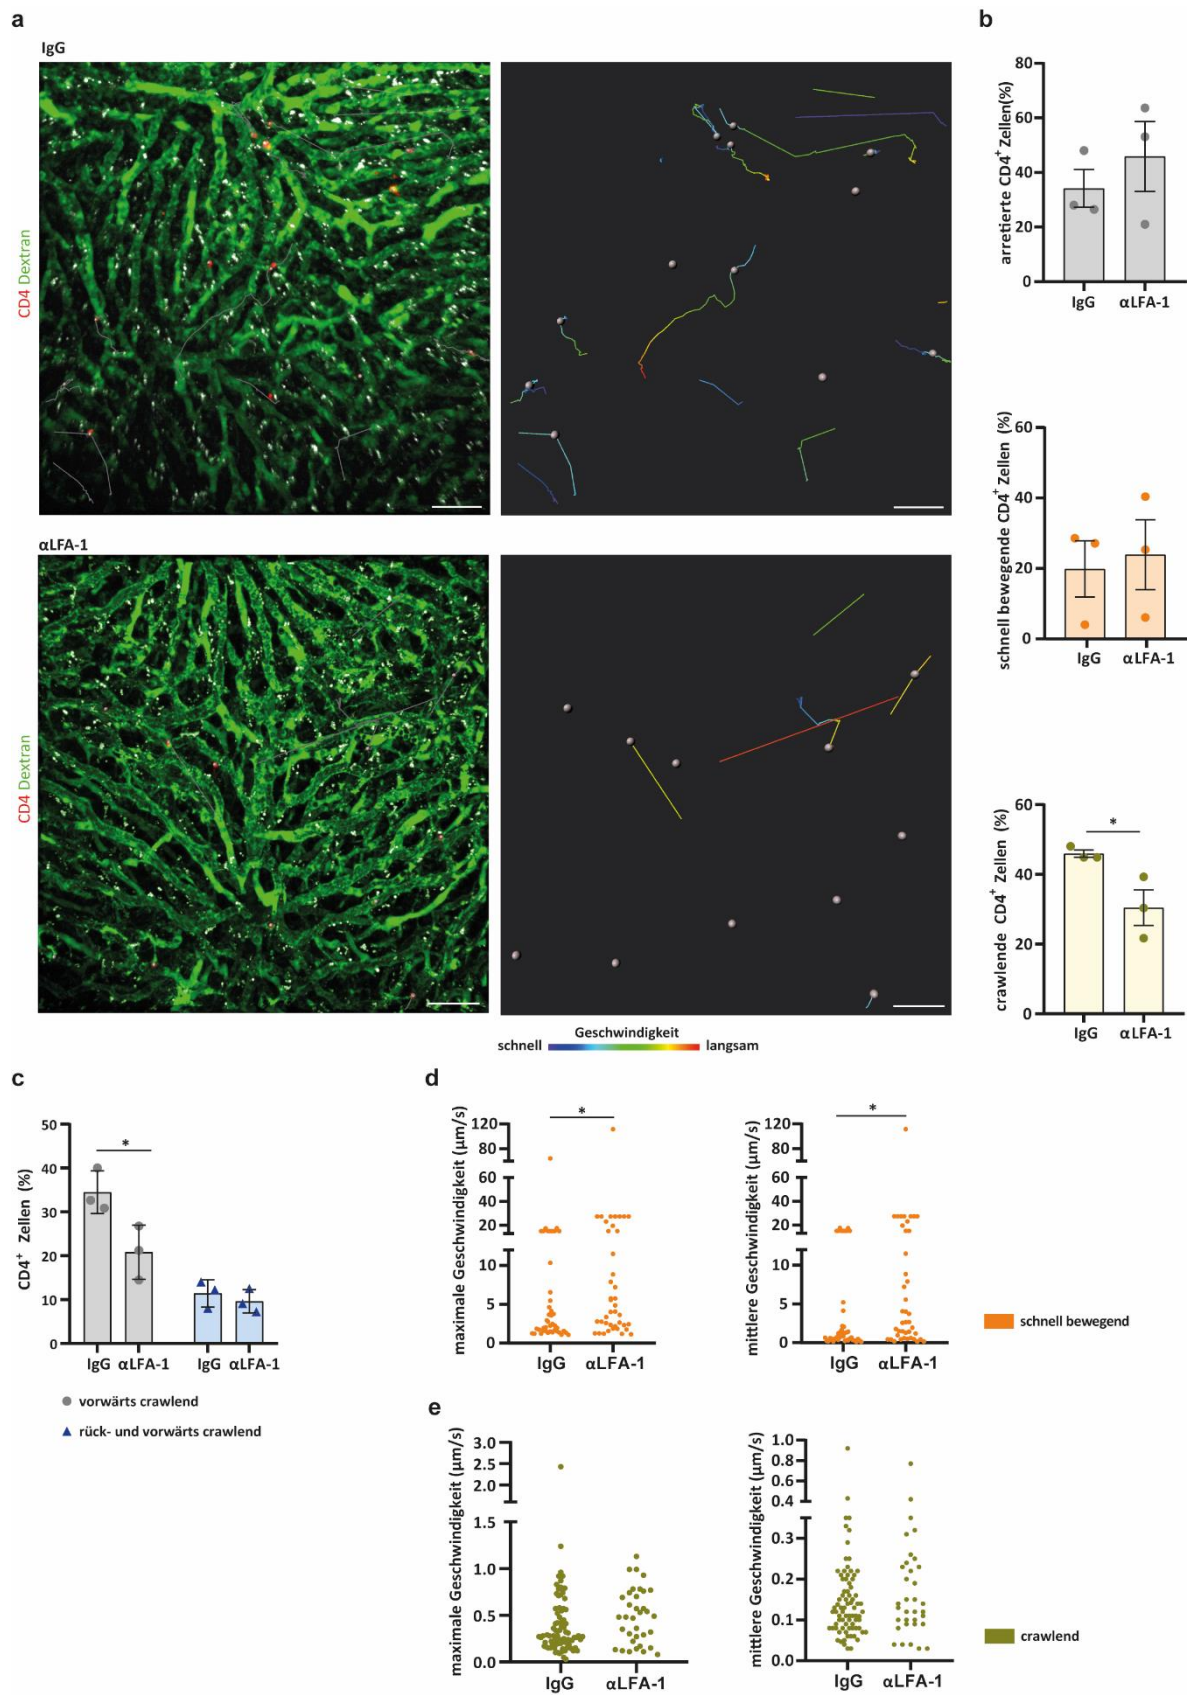 a
IgG
CD4 Dextran
αLFA-1
CD4 Dextran
Geschwindigkeit
schnell langsam
b
arretierte CD4⁺ Zellen(%)
80
60
40
20
0
IgG αLFA-1
schnell bewegende CD4⁺ Zellen (%)
60
40
20
0
IgG αLFA-1
crawlende CD4⁺ Zellen (%)
60
40
20
0
*
IgG αLFA-1
c
CD4⁺ Zellen (%)
50
40
30
20
10
0
*
IgG αLFA-1 IgG αLFA-1
vorwärts crawlend
rück- und vorwärts crawlend
d
maximale Geschwindigkeit (µm/s)
120
80
60
40
20
10
5
0
*
IgG αLFA-1
mittlere Geschwindigkeit (µm/s)
120
80
60
40
20
10
5
0
*
IgG αLFA-1
schnell bewegend
e
maximale Geschwindigkeit (µm/s)
3.0
2.5
2.0
1.5
1.0
0.5
0.0
IgG αLFA-1
mittlere Geschwindigkeit (µm/s)
1.0
0.8
0.6
0.4
0.3
0.2
0.1
0.0
IgG αLFA-1
crawlend